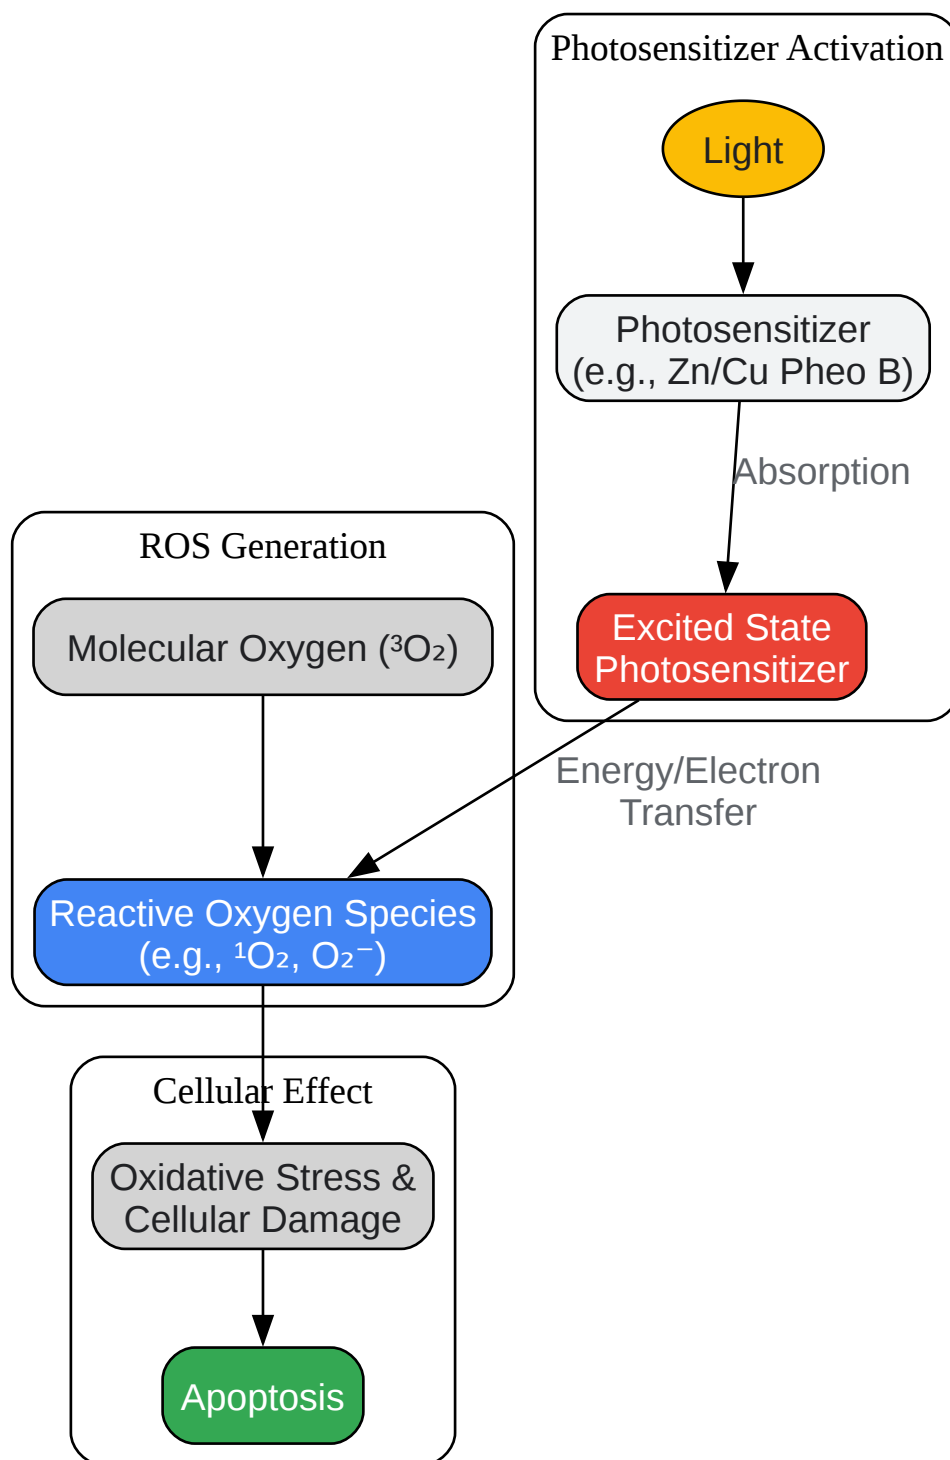 Photosensitizer Activation
Light
Photosensitizer
(e.g., Zn/Cu Pheo B)
Absorption
Excited State
Photosensitizer
Energy/Electron
Transfer
ROS Generation
Molecular Oxygen (³O₂)
Reactive Oxygen Species
(e.g., ¹O₂, O₂⁻)
Cellular Effect
Oxidative Stress &
Cellular Damage
Apoptosis